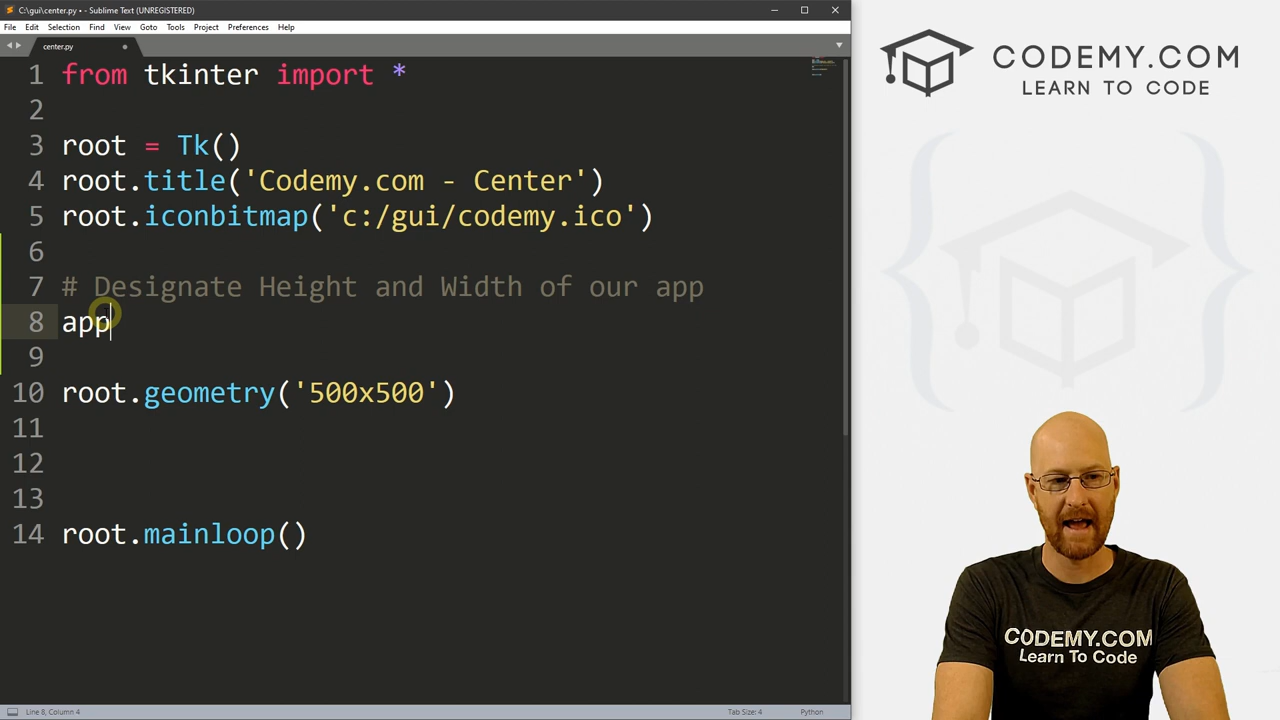 C:\gui\center.py • - Sublime Text (UNREGISTERED)
File Edit Selection Find View Goto Tools Project Preferences Help
center.py
1 from tkinter import *
2
3 root = Tk()
4 root.title('Codemy.com - Center')
5 root.iconbitmap('c:/gui/codemy.ico')
6
7 # Designate Height and Width of our app
8 app
9
10 root.geometry('500x500')
11
12
13
14 root.mainloop()
Line 8, Column 4 Tab Size: 4 Python
CODEMY.COM
LEARN TO CODE
CODEMY.COM
Learn To Code